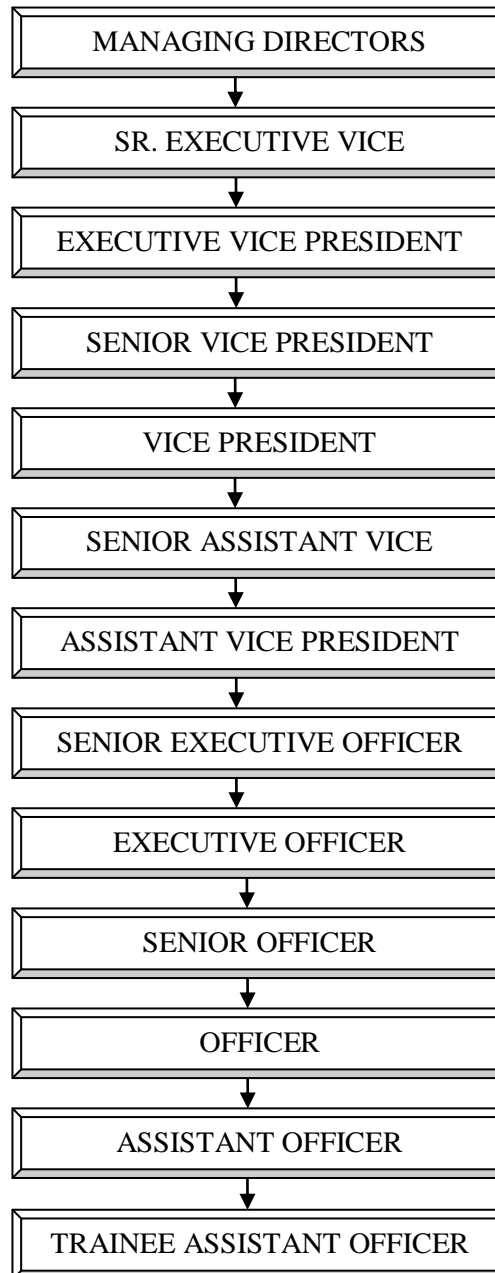 MANAGING DIRECTORS
SR. EXECUTIVE VICE
EXECUTIVE VICE PRESIDENT
SENIOR VICE PRESIDENT
VICE PRESIDENT
SENIOR ASSISTANT VICE
ASSISTANT VICE PRESIDENT
SENIOR EXECUTIVE OFFICER
EXECUTIVE OFFICER
SENIOR OFFICER
OFFICER
ASSISTANT OFFICER
TRAINEE ASSISTANT OFFICER